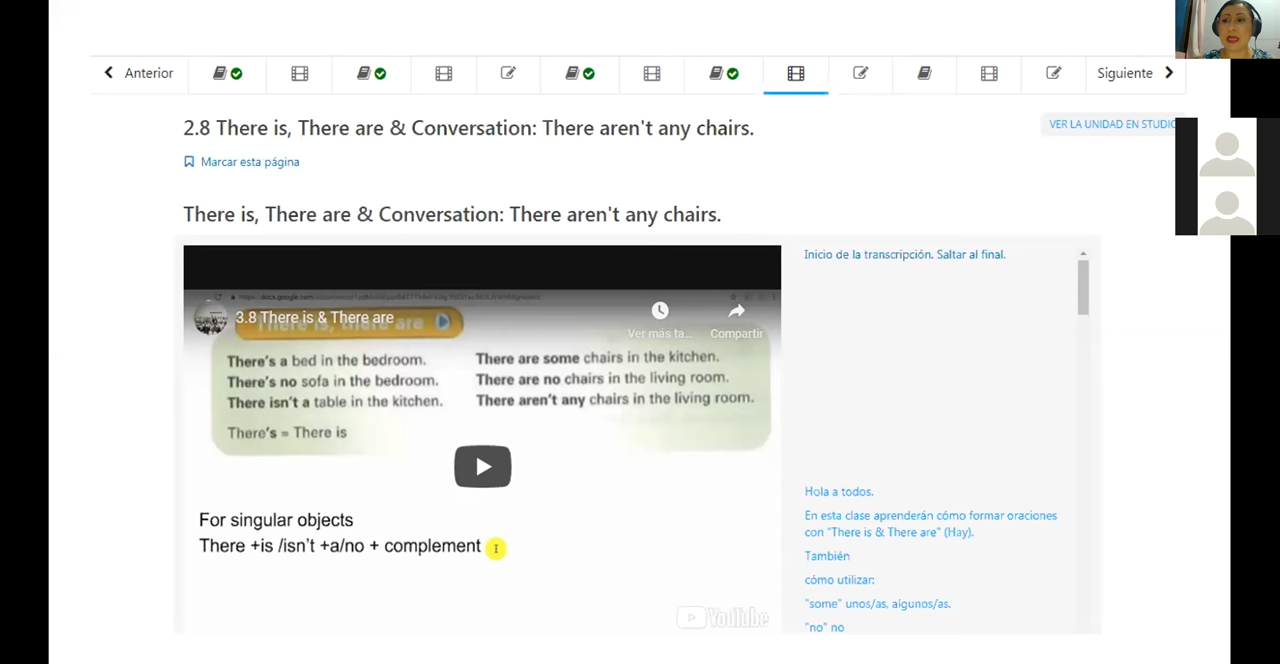 Anterior
Siguiente
2.8 There is, There are & Conversation: There aren't any chairs.
VER LA UNIDAD EN STUDIO
Marcar esta página
There is, There are & Conversation: There aren't any chairs.
3.8 There is & There are
There is, there are
Ver más ta...
Compartir
There's a bed in the bedroom.
There's no sofa in the bedroom.
There isn't a table in the kitchen.
There's = There is
There are some chairs in the kitchen.
There are no chairs in the living room.
There aren't any chairs in the living room.
For singular objects
There +is /isn't +a/no + complement
YouTube
Inicio de la transcripción. Saltar al final.
Hola a todos.
En esta clase aprenderán cómo formar oraciones
con "There is & There are" (Hay).
También
cómo utilizar:
"some" unos/as, algunos/as.
"no" no